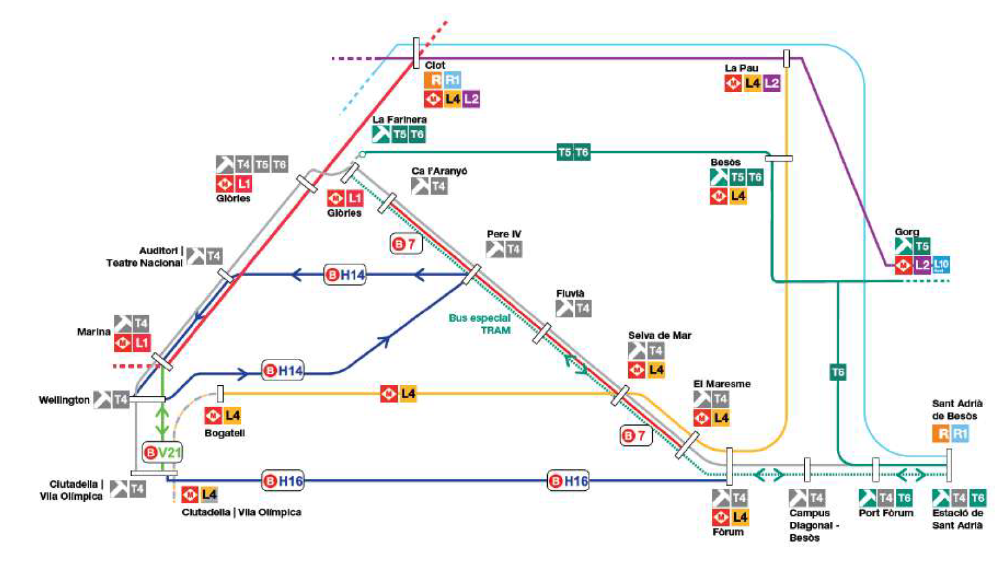 Clot
R R1
M L4 L2
La Pau
M L4 L2
La Farinera
T5 T6
T5 T6
T4 T5 T6
M L1
Glòries
M L1
Glòries
Ca l'Aranyó
T4
Besòs
T5 T6
M L4
B 7
Pere IV
T4
Gorg
T5
M L2 L10
Auditori |
Teatre Nacional
T4
B H14
Fluvià
T4
Bus especial
TRAM
Marina
T4
M L1
Selva de Mar
T4
M L4
B H14
T6
Wellington
T4
M L4
El Maresme
T4
M L4
M L4
Bogatell
B 7
Sant Adrià
de Besòs
R R1
B V21
B H16
B H16
Ciutadella |
Vila Olímpica
T4
M L4
Ciutadella | Vila Olímpica
T4
M L4
Fòrum
T4
Campus
Diagonal -
Besòs
T4 T6
Port Fòrum
T4 T6
Estació de
Sant Adrià